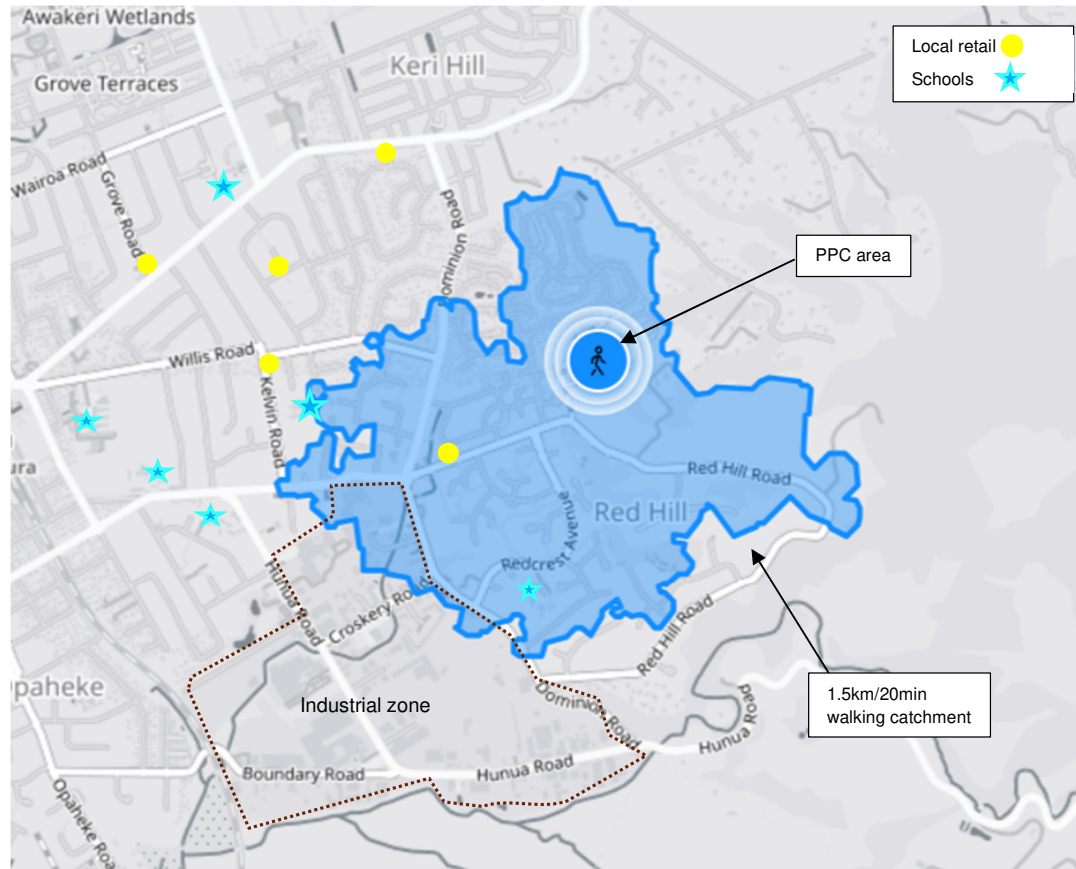 Awakeri Wetlands
Grove Terraces
Keri Hill
Local retail
Schools
Wairoa Road
Grove Road
Dominion Road
PPC area
Willis Road
Kelvin Road
ura
Red Hill Road
Red Hill
Redcrest Avenue
Hunua Road
Croskery Road
Red Hill Road
Opaheke
Industrial zone
Dominion Road
1.5km/20min
walking catchment
Hunua Road
Boundary Road
Hunua Road
Opaheke Roa